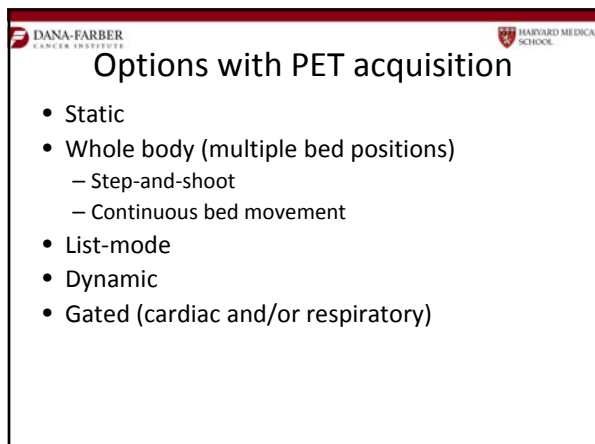 DANA-FARBER
CANCER INSTITUTE
HARVARD MEDICA
SCHOOL
Options with PET acquisition
• Static
• Whole body (multiple bed positions)
– Step-and-shoot
– Continuous bed movement
• List-mode
• Dynamic
• Gated (cardiac and/or respiratory)